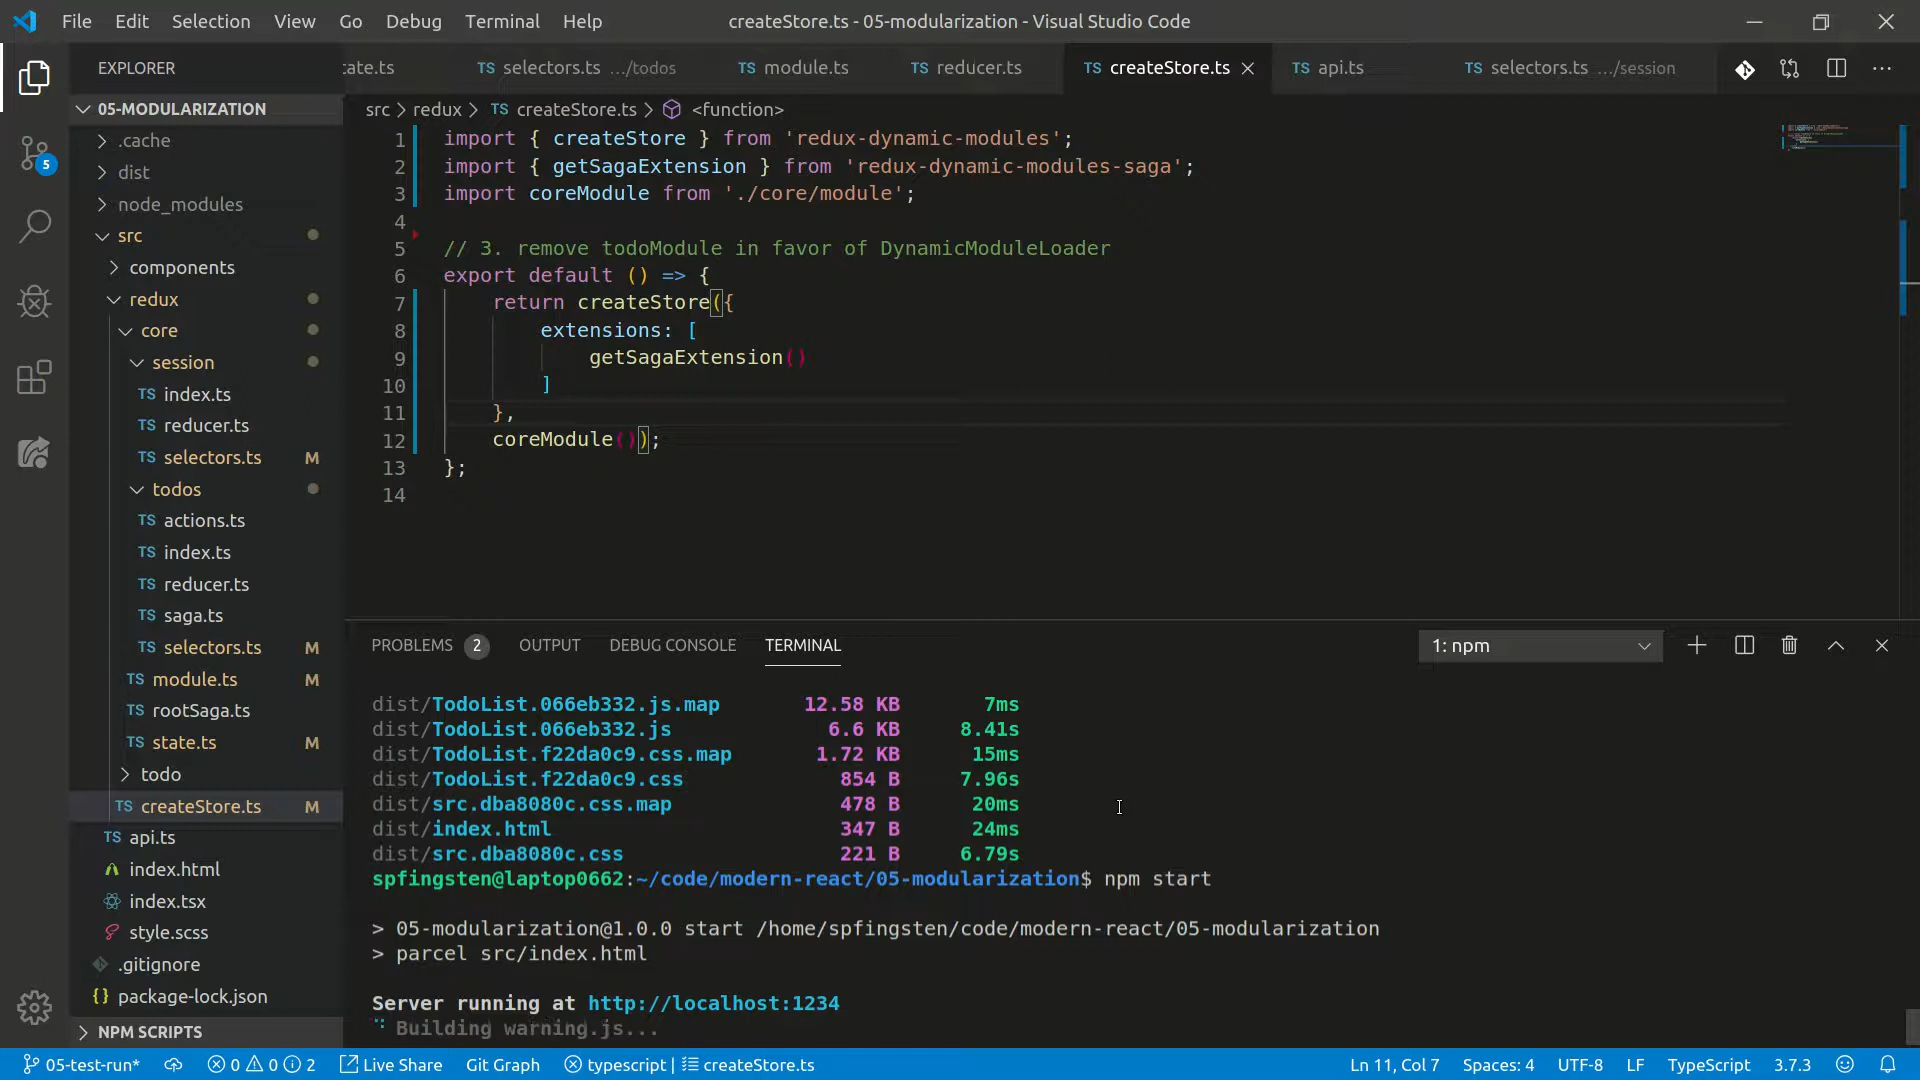 File Edit Selection View Go Debug Terminal Help
createStore.ts - 05-modularization - Visual Studio Code
EXPLORER
05-MODULARIZATION
.cache
dist
node_modules
src
components
redux
core
session
TS index.ts
TS reducer.ts
TS selectors.ts M
todos
TS actions.ts
TS index.ts
TS reducer.ts
TS saga.ts
TS selectors.ts M
TS module.ts M
TS rootSaga.ts
TS state.ts M
todo
TS createStore.ts M
TS api.ts
index.html
index.tsx
style.scss
.gitignore
{} package-lock.json
NPM SCRIPTS
5
tate.ts
TS selectors.ts .../todos
TS module.ts
TS reducer.ts
TS createStore.ts
TS api.ts
TS selectors.ts .../session
src > redux > TS createStore.ts > <function>
1 import { createStore } from 'redux-dynamic-modules';
2 import { getSagaExtension } from 'redux-dynamic-modules-saga';
3 import coreModule from './core/module';
4
5 // 3. remove todoModule in favor of DynamicModuleLoader
6 export default () => {
7 return createStore({
8 extensions: [
9 getSagaExtension()
10 ]
11 },
12 coreModule());
13 };
14
PROBLEMS 2 OUTPUT DEBUG CONSOLE TERMINAL
1: npm
dist/TodoList.066eb332.js.map 12.58 KB 7ms
dist/TodoList.066eb332.js 6.6 KB 8.41s
dist/TodoList.f22da0c9.css.map 1.72 KB 15ms
dist/TodoList.f22da0c9.css 854 B 7.96s
dist/src.dba8080c.css.map 478 B 20ms
dist/index.html 347 B 24ms
dist/src.dba8080c.css 221 B 6.79s
spfingsten@laptop0662:~/code/modern-react/05-modularization$ npm start
> 05-modularization@1.0.0 start /home/spfingsten/code/modern-react/05-modularization
> parcel src/index.html
Server running at http://localhost:1234
Building warning.js...
05-test-run* 0 0 2 Live Share Git Graph typescript | createStore.ts
Ln 11, Col 7 Spaces: 4 UTF-8 LF TypeScript 3.7.3